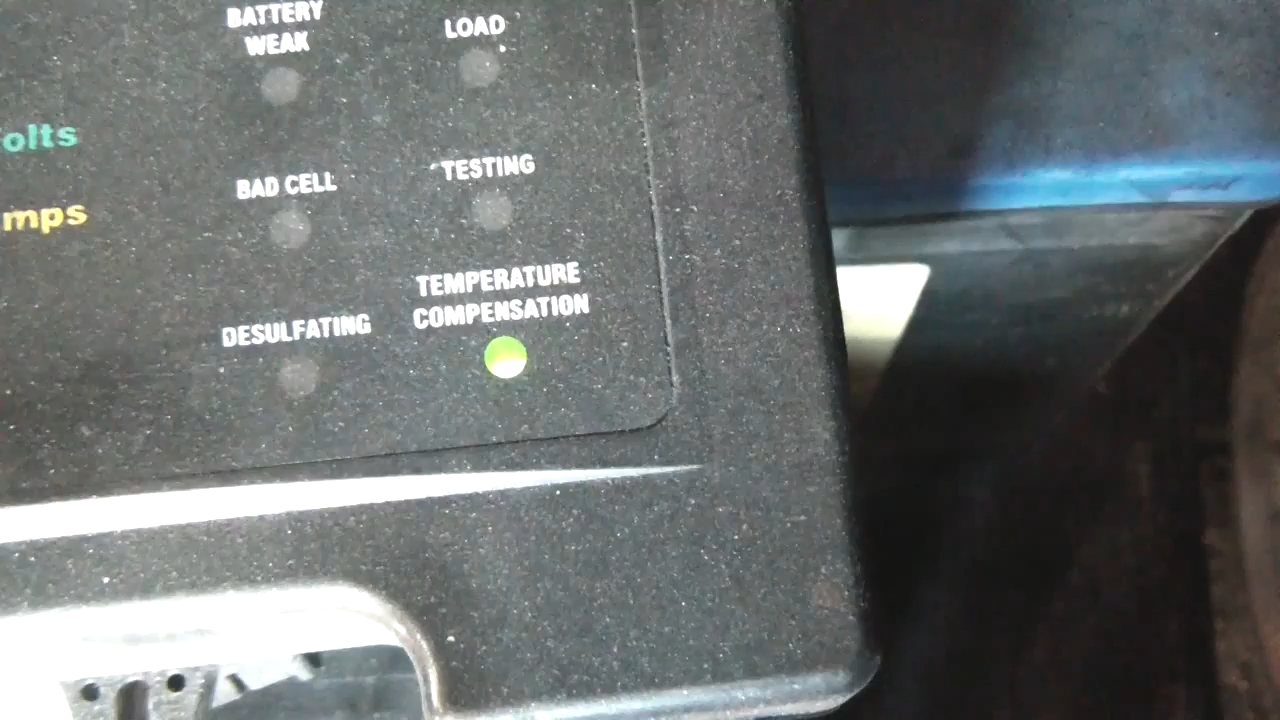 BATTERY
WEAK
LOAD
olts
BAD CELL
TESTING
mps
TEMPERATURE
COMPENSATION
DESULFATING